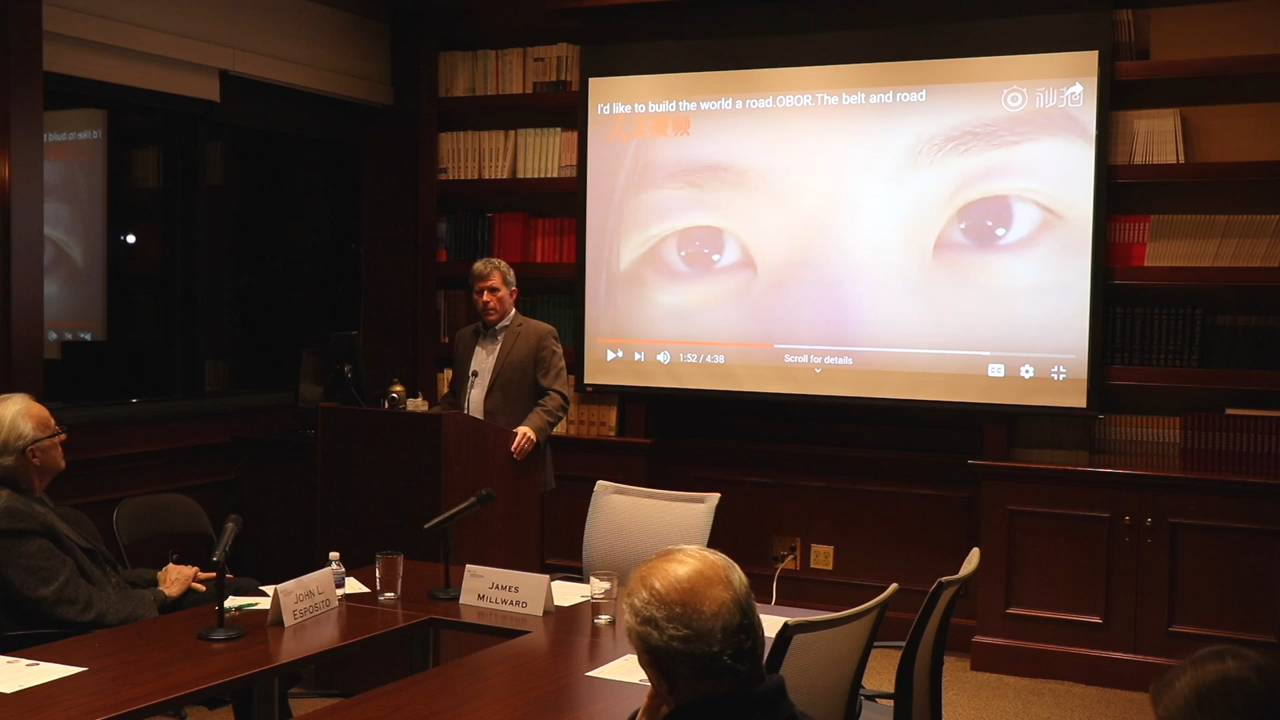 I'd like to build the world a road.OBOR.The belt and road
1:52 / 4:38
Scroll for details
CC
JOHN L.
ESPOSITO
JAMES
MILLWARD